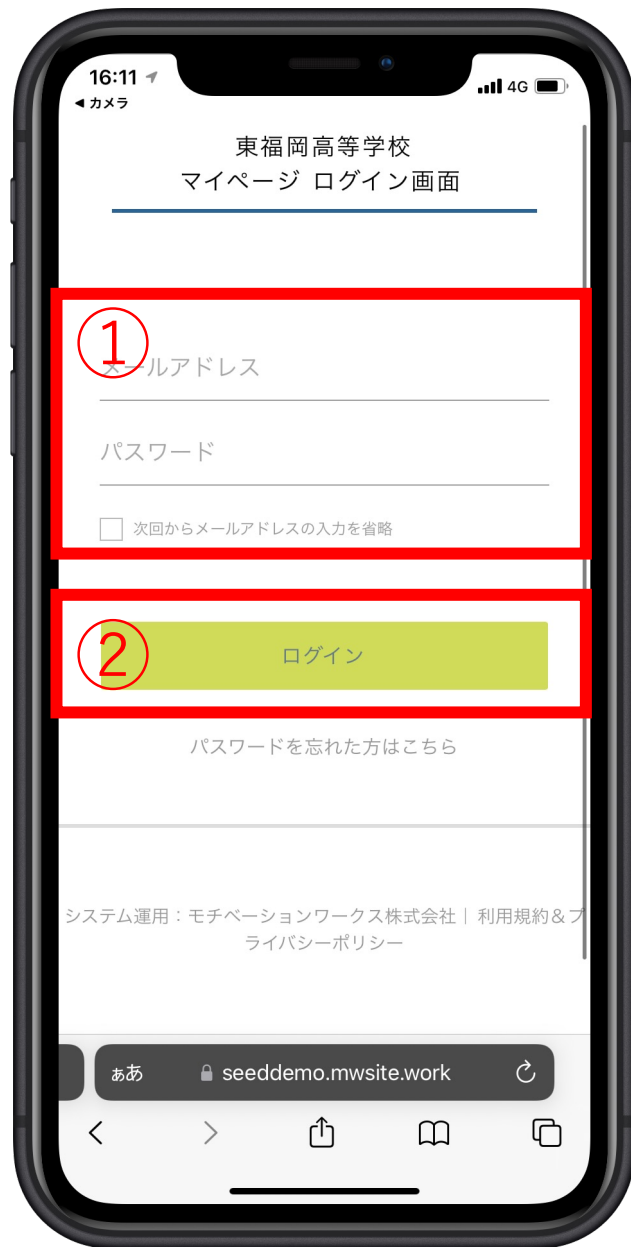 16:11
4G
◀ カメラ
東福岡高等学校
マイページ ログイン画面
①
メールアドレス
パスワード
次回からメールアドレスの入力を省略
②
ログイン
パスワードを忘れた方はこちら
システム運用：モチベーションワークス株式会社｜ 利用規約＆プ
ライバシーポリシー
ぁあ
seeddemo.mwsite.work